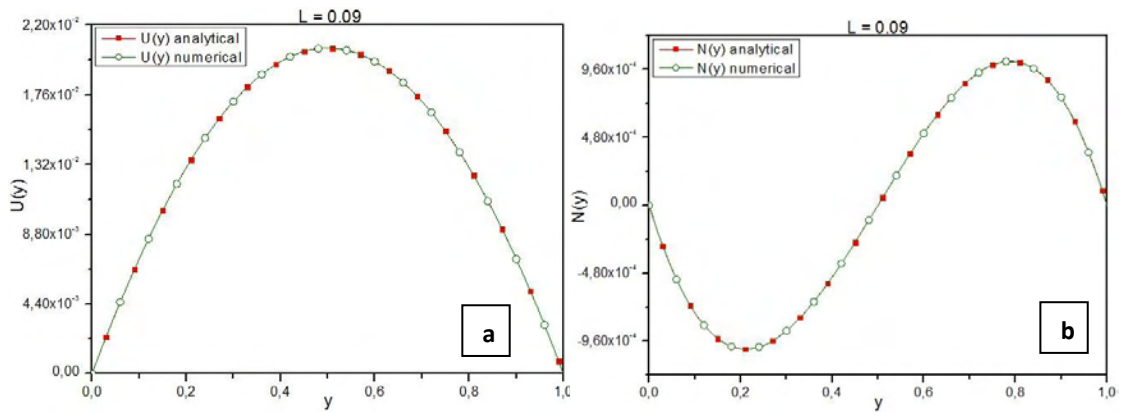 L = 0.09
2,20x10⁻²
1,76x10⁻²
1,32x10⁻²
8,80x10⁻³
4,40x10⁻³
0,00
U(y)
U(y) analytical
U(y) numerical
a
0,0 0,2 0,4 0,6 0,8 1,0
y
L = 0.09
9,60x10⁻⁴
4,80x10⁻⁴
0,00
-4,80x10⁻⁴
-9,60x10⁻⁴
N(y)
N(y) analytical
N(y) numerical
b
0,0 0,2 0,4 0,6 0,8 1,0
y